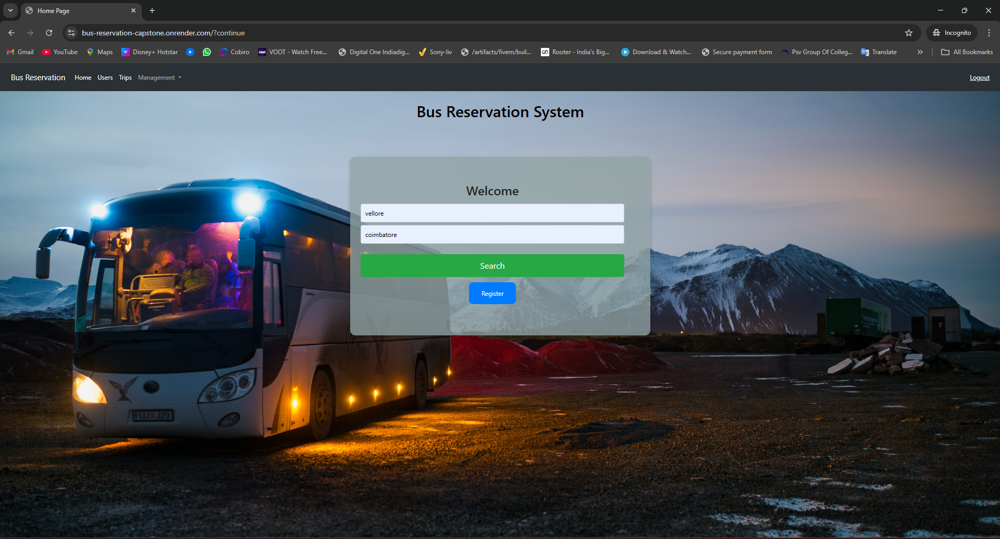 Home Page
bus-reservation-capstone.onrender.com/?continue
Incognito
Gmail YouTube Maps Disney+ Hotstar Cobiro voot VOOT - Watch Free... Digital One Indiadig... Sony-liv /artifacts/fivem/buil... Rooter - India's Big... Download & Watch... Secure payment form Psv Group Of Colleg... Translate » All Bookmarks
Bus Reservation Home Users Trips Management Logout
Bus Reservation System
Welcome
vellore
coimbatore
Search
Register
UJ J29